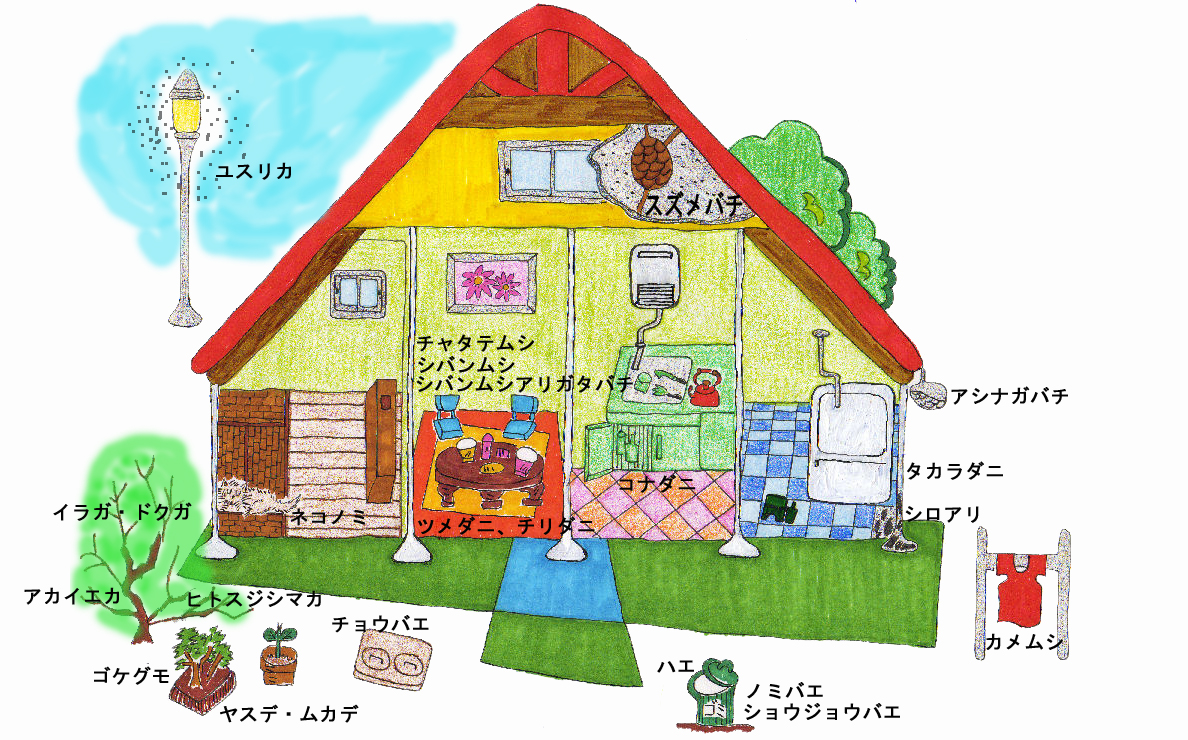 ユスリカ
スズメバチ
チャタテムシ
シバンムシ
シバンムシアリガタバチ
アシナガバチ
タカラダニ
コナダニ
イラガ・ドクガ
ネコノミ
ツメダニ、チリダニ
シロアリ
アカイエカ
ヒトスジシマカ
チョウバエ
カメムシ
ゴケグモ
ハエ
ノミバエ
ヤスデ・ムカデ
ショウジョウバエ